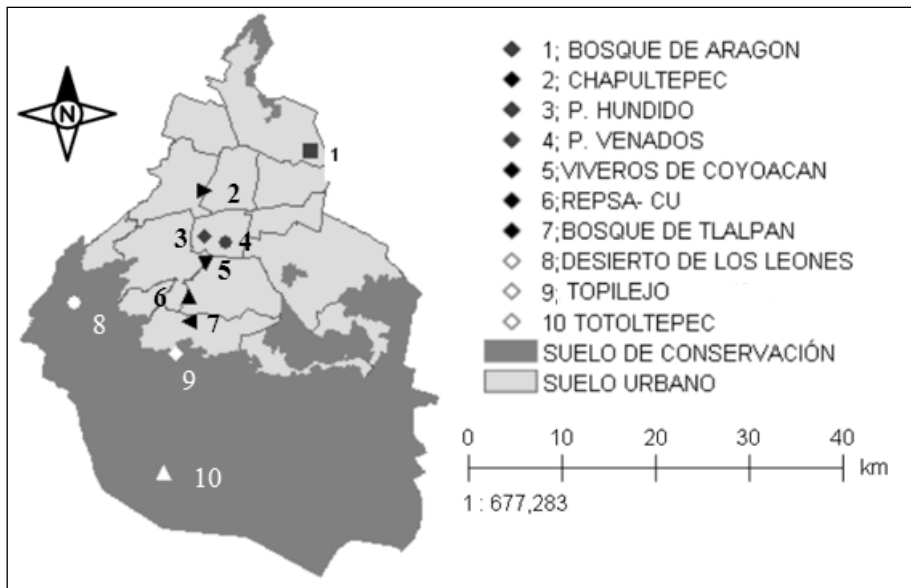 N
1
2
3
4
5
6
7
8
9
10
1; BOSQUE DE ARAGON
2; CHAPULTEPEC
3; P. HUNDIDO
4; P. VENADOS
5;VIVEROS DE COYOACAN
6;REPSA- CU
7;BOSQUE DE TLALPAN
8;DESIERTO DE LOS LEONES
9; TOPILEJO
10 TOTOLTEPEC
SUELO DE CONSERVACIÓN
SUELO URBANO
0 10 20 30 40
km
1 : 677,283